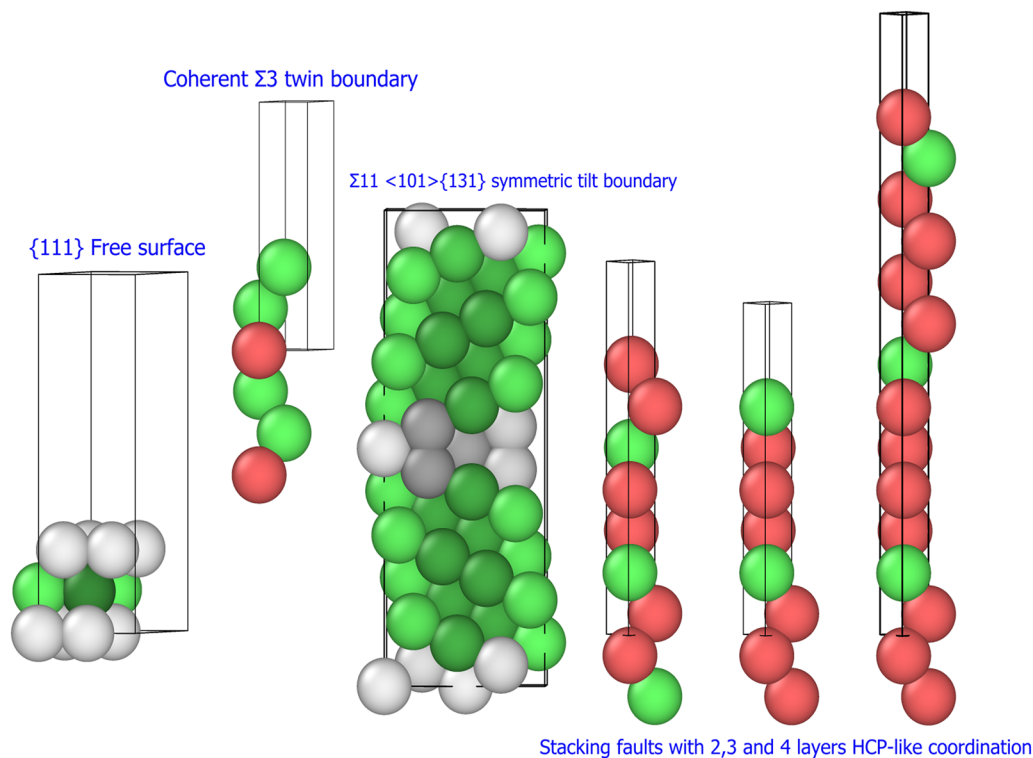 Coherent Σ3 twin boundary
Σ11 <101>{131} symmetric tilt boundary
{111} Free surface
Stacking faults with 2,3 and 4 layers HCP-like coordination